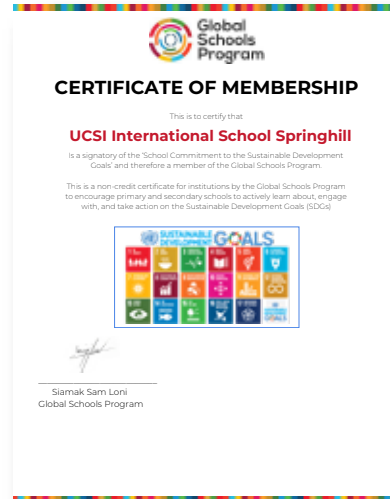 Global
Schools
Program
CERTIFICATE OF MEMBERSHIP
This is to certify that
UCSI International School Springhill
is a signatory of the 'School Commitment to the Sustainable Development
Goals' and therefore a member of the Global Schools Program.
This is a non-credit certificate for institutions by the Global Schools Program
to encourage primary and secondary schools to actively learn about, engage
with, and take action on the Sustainable Development Goals (SDGs)
SUSTAINABLE
DEVELOPMENT
GOALS
Siamak Sam Loni
Global Schools Program